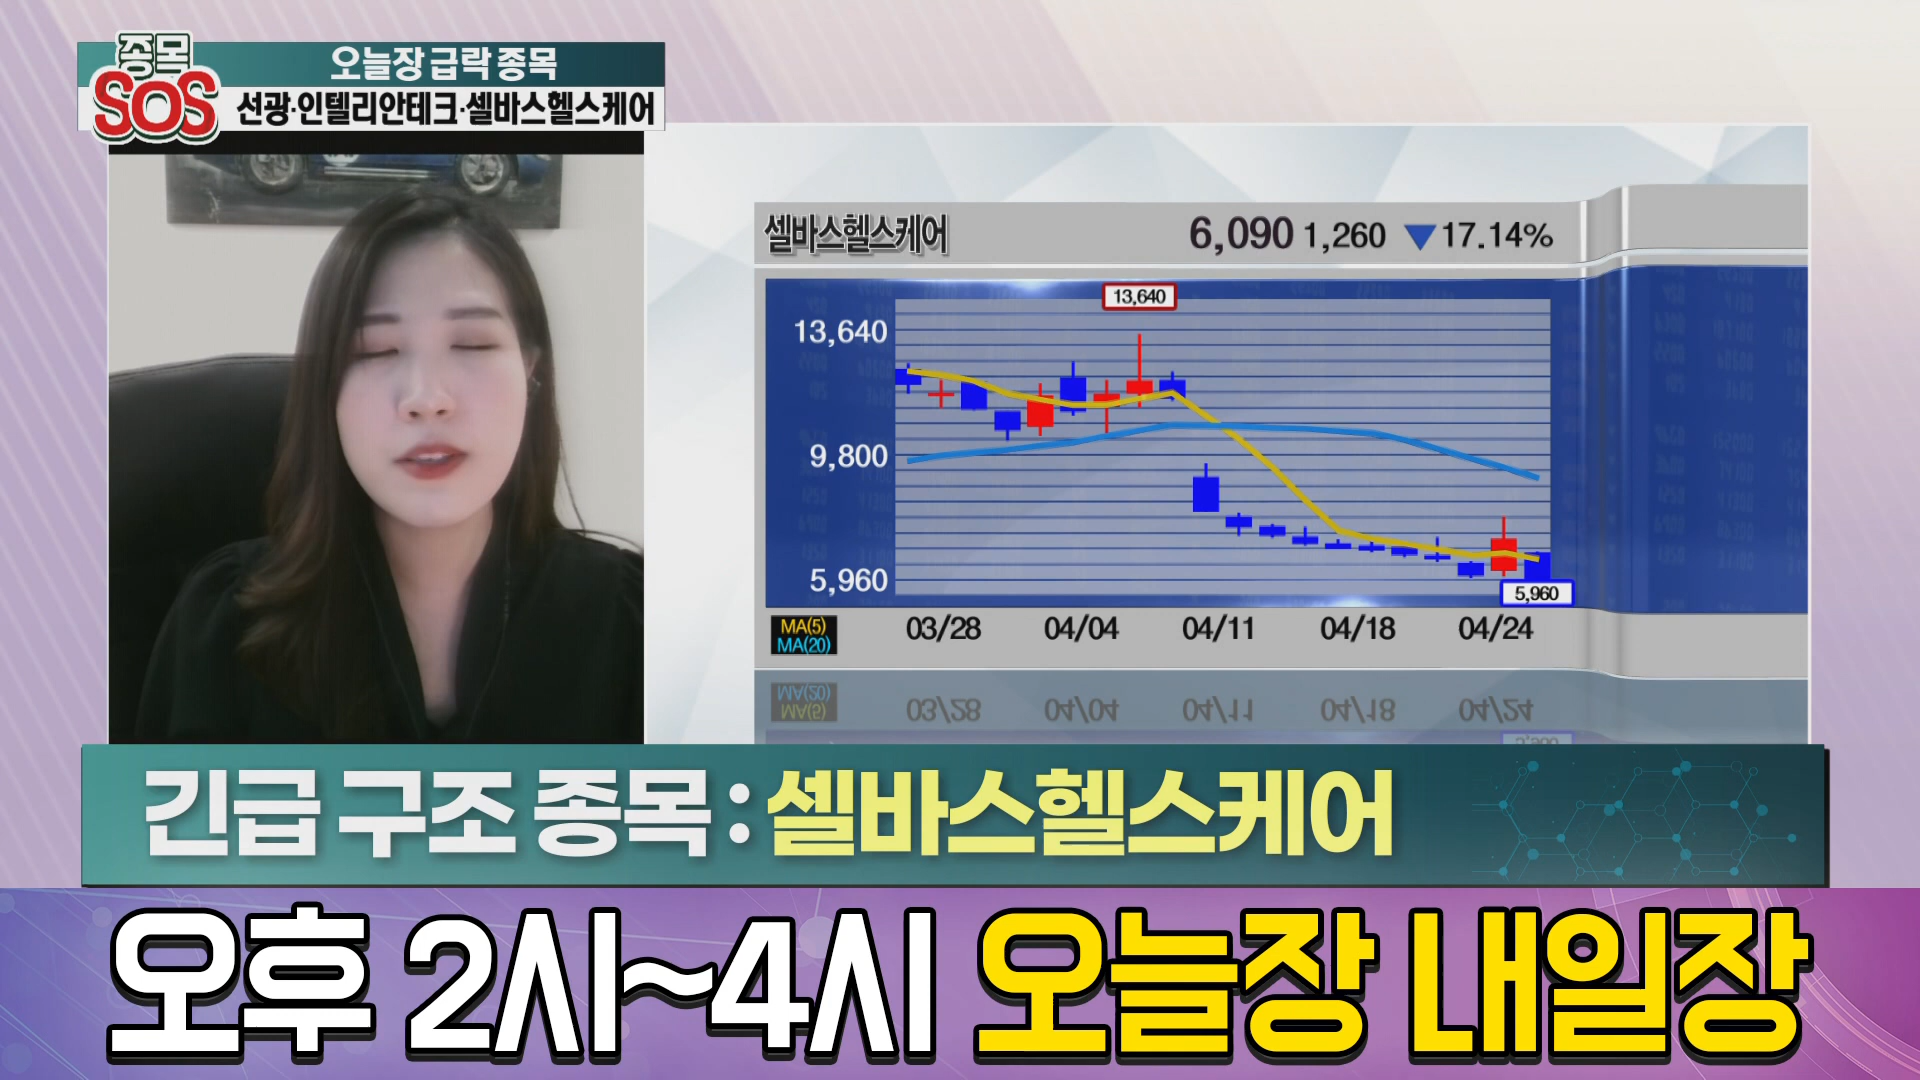 종목
SOS
오늘장 급락 종목
선광·인텔리안테크·셀바스헬스케어
셀바스헬스케어 6,090 1,260 ▼17.14%
13,640
13,640
9,800
5,960
5,960
MA(5)
MA(20)
03/28 04/04 04/11 04/18 04/24
긴급 구조 종목 : 셀바스헬스케어
오후 2시~4시 오늘장 내일장